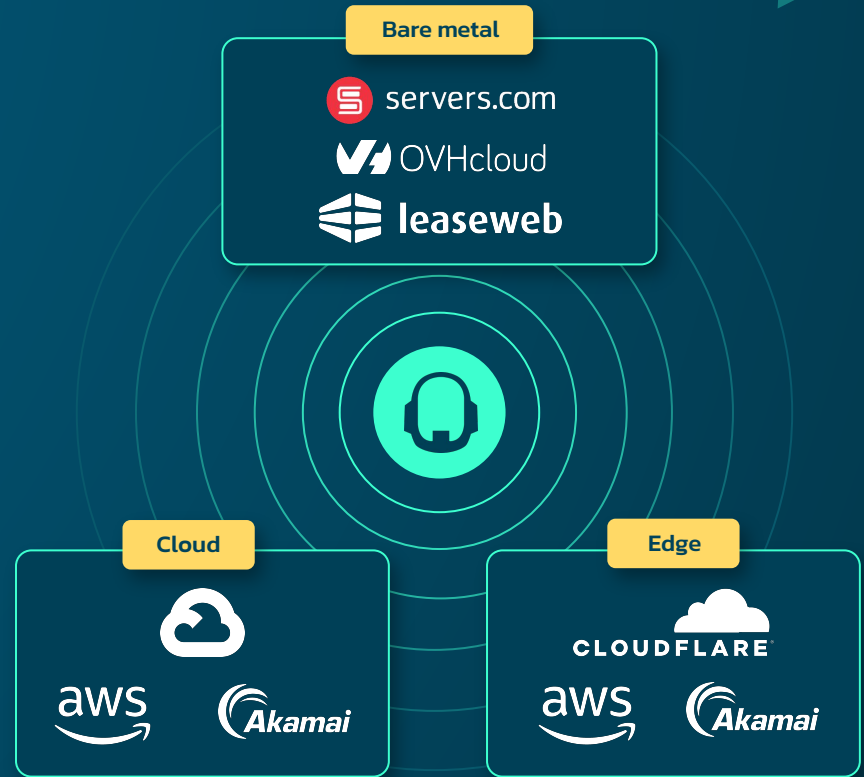 Bare metal
servers.com
OVHcloud
leaseweb
Cloud
aws
Akamai
Edge
CLOUDFLARE
aws
Akamai